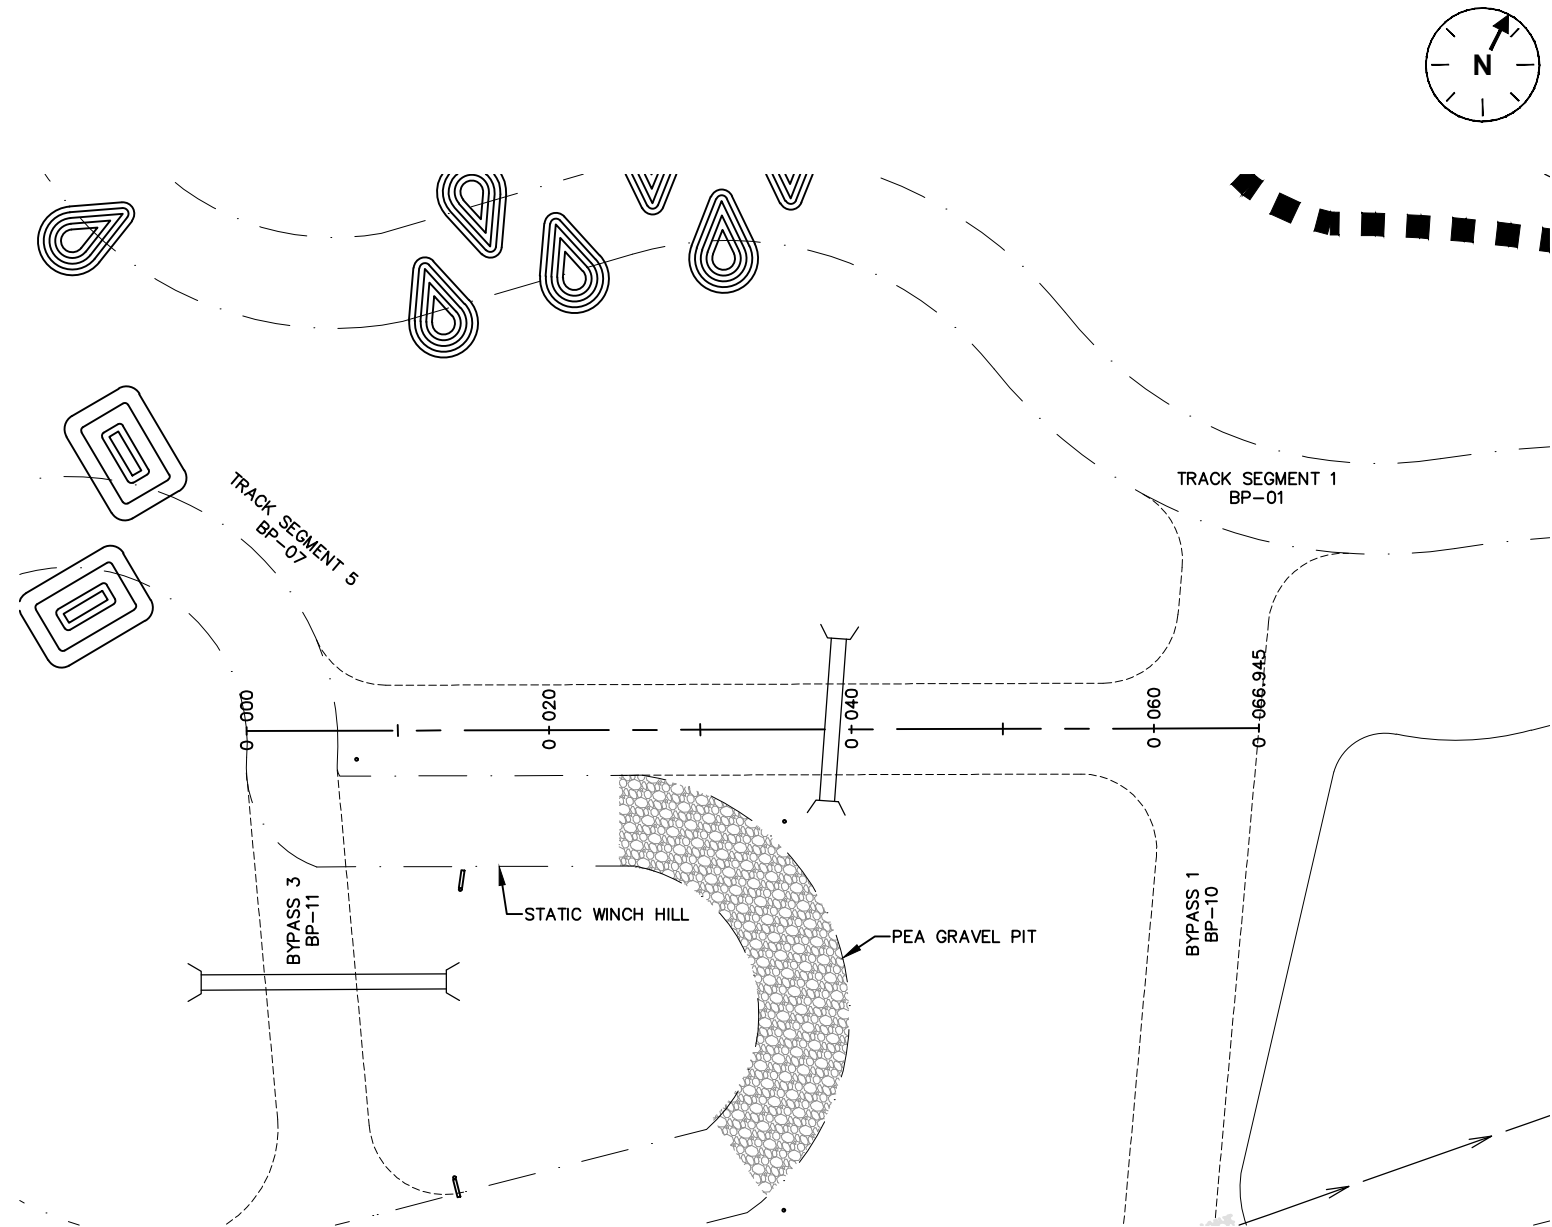 N
TRACK SEGMENT 1
BP-01
TRACK SEGMENT 5
BP-07
0 000
0 020
0 040
0 060
0 066.945
BYPASS 3
BP-11
STATIC WINCH HILL
PEA GRAVEL PIT
BYPASS 1
BP-10